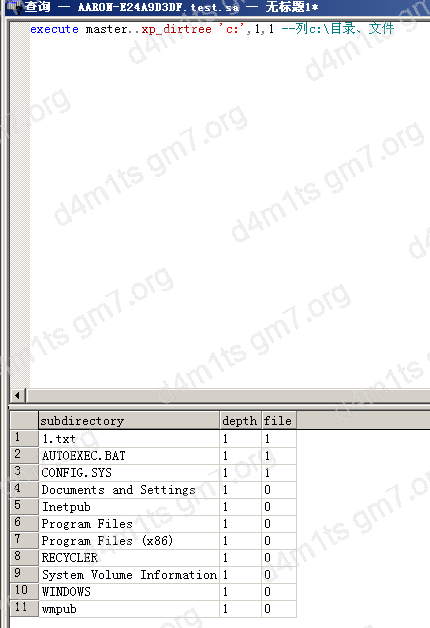 查询 — AARON-E24A9D3DF.test.sa — 无标题1*
execute master..xp_dirtree 'c:',1,1 --列c:\目录、文件
d4m1ts gm7.org
d4m1ts gm7.org
d4m1ts gm7.org
d4m1ts gm7.org
d4m1ts gm7.org
d4m1ts gm7.org
subdirectory depth file
1 1.txt 1 1
2 AUTOEXEC.BAT 1 1
3 CONFIG.SYS 1 1
4 Documents and Settings 1 0
5 Inetpub 1 0
6 Program Files 1 0
7 Program Files (x86) 1 0
8 RECYCLER 1 0
9 System Volume Information 1 0
10 WINDOWS 1 0
11 wmpub 1 0
d4m1ts gm7.org
d4m1ts gm7.org